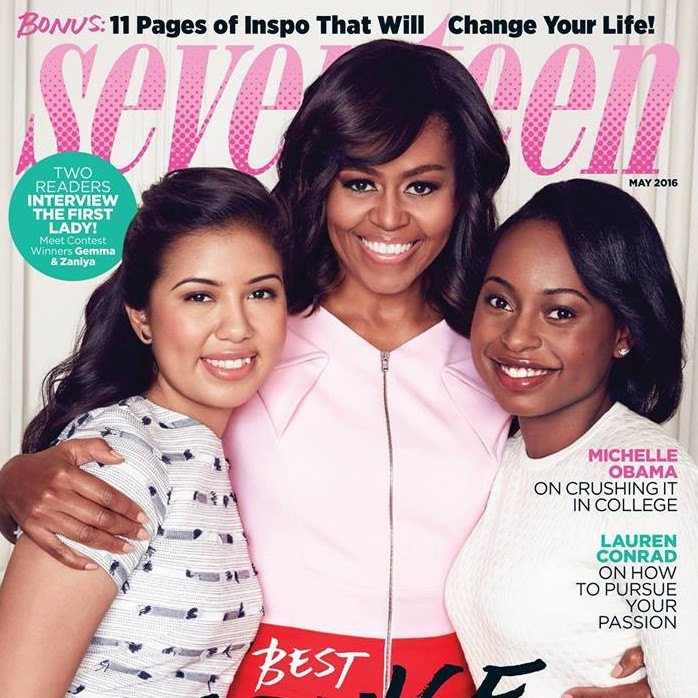 BONUS: 11 Pages of Inspo That Will Change Your Life!
seventeen
MAY 2016
TWO
READERS
INTERVIEW
THE FIRST
LADY!
Meet Contest
Winners Gemma
& Zaniya
MICHELLE
OBAMA
ON CRUSHING IT
IN COLLEGE
LAUREN
CONRAD
ON HOW
TO PURSUE
YOUR
PASSION
BEST